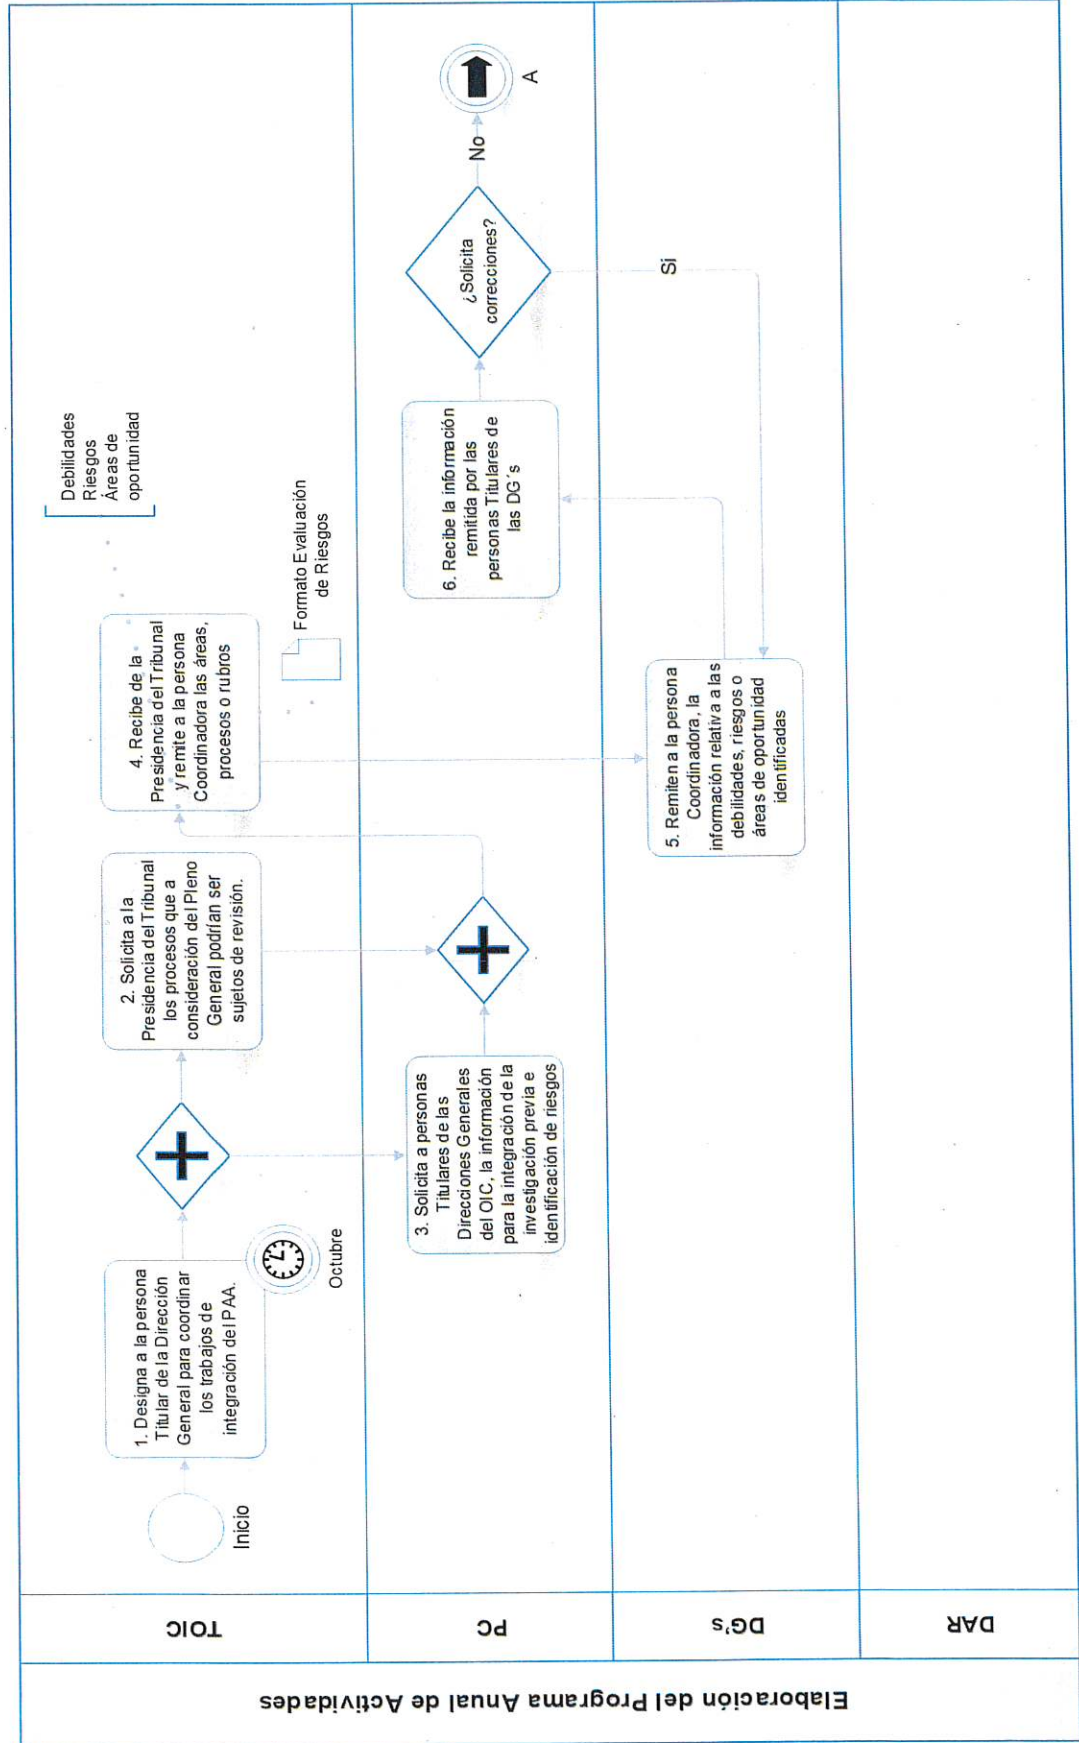 Elaboración del Programa Anual de Actividades
TOIC
PC
DG's
DAR
Inicio
1. Designa a la persona
Titular de la Dirección
General para coordinar
los trabajos de
integración del PAA.
Octubre
2. Solicita a la
Presidencia del Tribunal
los procesos que a
consideración del Pleno
General podrían ser
sujetos de revisión.
3. Solicita a personas
Titulares de las
Direcciones Generales
del OIC, la información
para la integración de la
investigación previa e
identificación de riesgos
4. Recibe de la
Presidencia del Tribunal
y remite a la persona
Coordinadora las áreas,
procesos o rubros
Debilidades
Riesgos
Áreas de
oportunidad
Formato Evaluación
de Riesgos
5. Remiten a la persona
Coordinadora, la
información relativa a las
debilidades, riesgos o
áreas de oportunidad
identificadas
6. Recibe la información
remitida por las
personas Titulares de
las DG´s
¿Solicita
correcciones?
Si
No
A